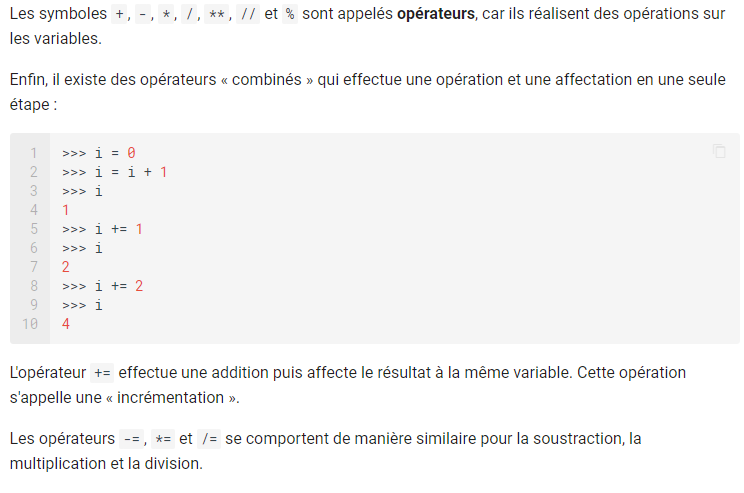 Les symboles +, -, *, /, **, // et % sont appelés opérateurs, car ils réalisent des opérations sur
les variables.
Enfin, il existe des opérateurs « combinés » qui effectue une opération et une affectation en une seule
étape :
1 >>> i = 0
2 >>> i = i + 1
3 >>> i
4 1
5 >>> i += 1
6 >>> i
7 2
8 >>> i += 2
9 >>> i
10 4
L'opérateur += effectue une addition puis affecte le résultat à la même variable. Cette opération
s'appelle une « incrémentation ».
Les opérateurs -=, *= et /= se comportent de manière similaire pour la soustraction, la
multiplication et la division.